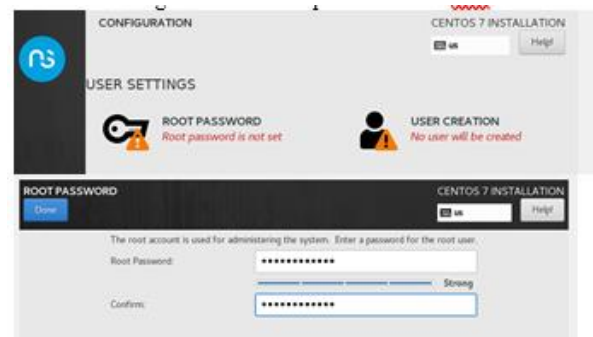 CONFIGURATION
CENTOS 7 INSTALLATION
us
Help!
USER SETTINGS
ROOT PASSWORD
Root password is not set
USER CREATION
No user will be created
ROOT PASSWORD
CENTOS 7 INSTALLATION
Done
us
Help!
The root account is used for administering the system. Enter a password for the root user.
Root Password:
••••••••••••
Strong
Confirm:
••••••••••••